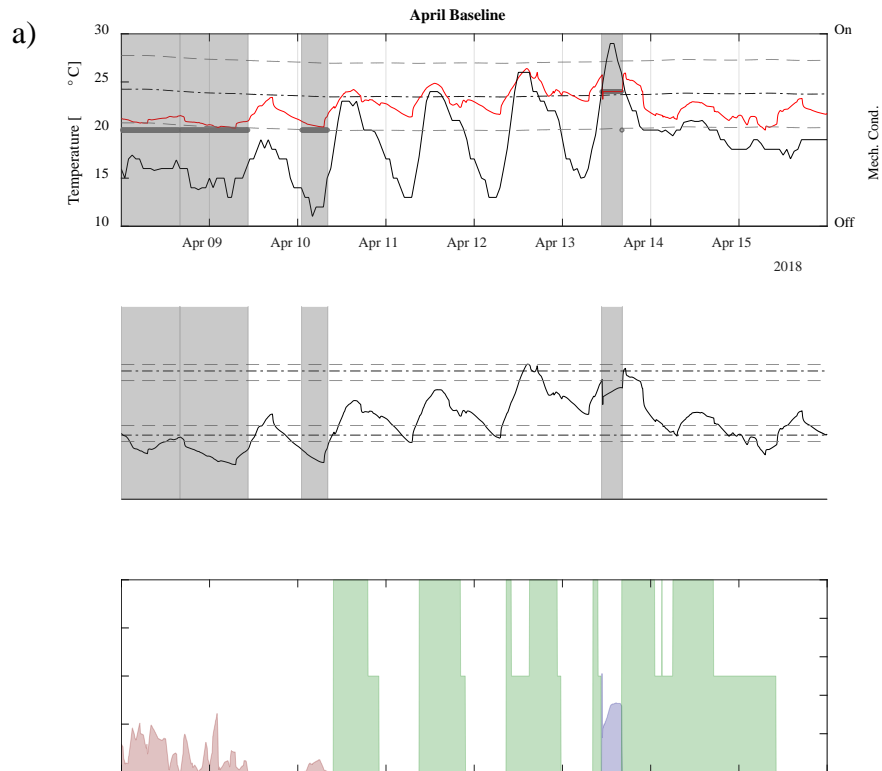 April Baseline
a)
30
25
20
15
10
Temperature [ °C]
On
Off
Mech. Cond.
Apr 09 Apr 10 Apr 11 Apr 12 Apr 13 Apr 14 Apr 15
2018